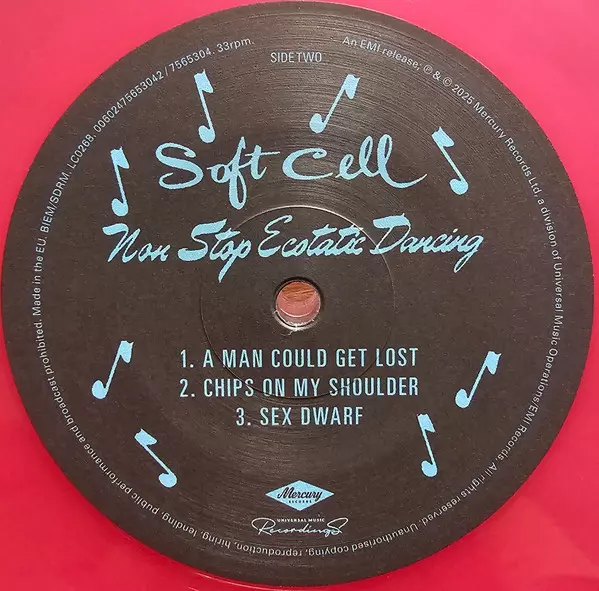 SIDE TWO
Soft Cell
Non Stop Ecstatic Dancing
1. A MAN COULD GET LOST
2. CHIPS ON MY SHOULDER
3. SEX DWARF
Mercury
RECORDS
UNIVERSAL MUSIC
Recordings
An EMI release; ℗ & © 2025 Mercury Records Ltd, a division of Universal Music Operations/EMI Records. All rights reserved. Unauthorised copying, reproduction, hiring, lending, public performance and broadcast prohibited. Made in the EU. BIEM/SDRM. LC0268. 00602475653042 / 7565304. 33rpm.